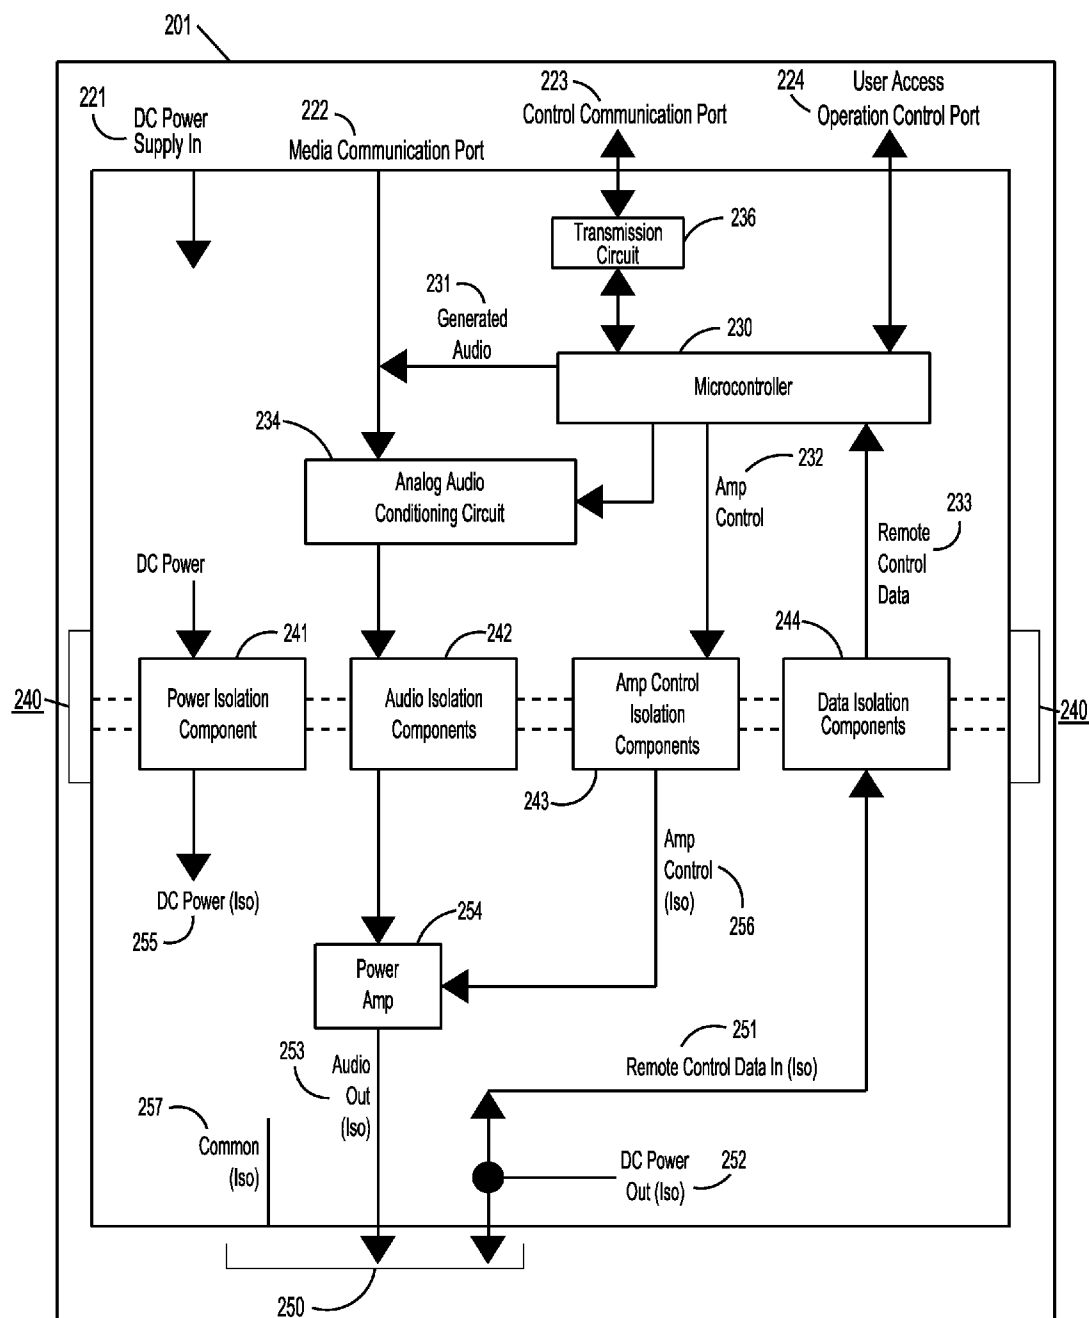 201
221
DC Power
Supply In
222
Media Communication Port
223
Control Communication Port
224
User Access
Operation Control Port
Transmission
Circuit
236
231
Generated
Audio
230
Microcontroller
234
Analog Audio
Conditioning Circuit
232
Amp
Control
233
Remote
Control
Data
DC Power
241
242
244
240
Power Isolation
Component
Audio Isolation
Components
Amp Control
Isolation
Components
Data Isolation
Components
240
243
DC Power (Iso)
255
Amp
Control
(Iso)
256
254
Power
Amp
253
Audio
Out
(Iso)
251
Remote Control Data In (Iso)
257
Common
(Iso)
DC Power
Out (Iso)
252
250